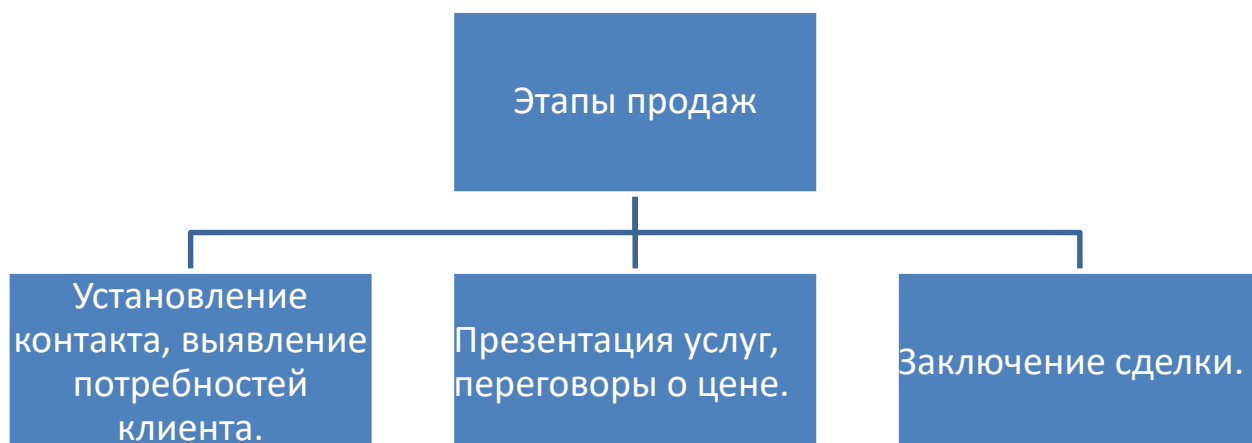 Этапы продаж
Установление
контакта, выявление
потребностей
клиента.
Презентация услуг,
переговоры о цене.
Заключение сделки.